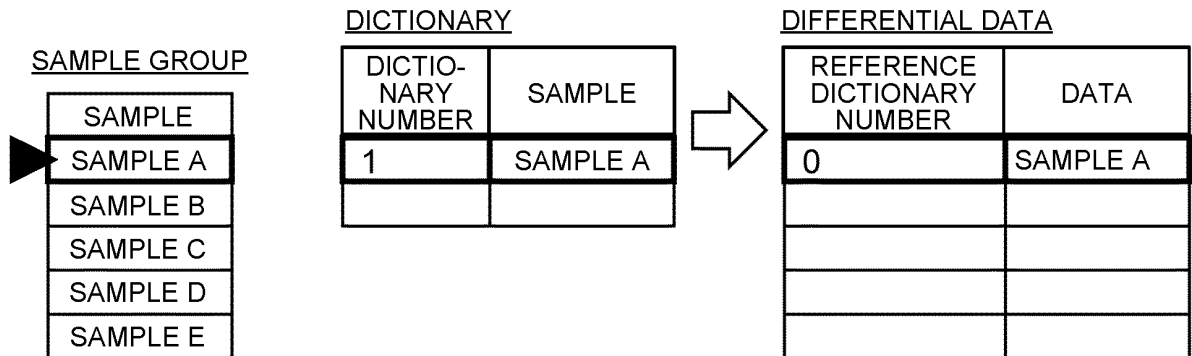 SAMPLE GROUP
SAMPLE
SAMPLE A
SAMPLE B
SAMPLE C
SAMPLE D
SAMPLE E
DICTIONARY
DICTIO-
NARY
NUMBER
SAMPLE
1
SAMPLE A
DIFFERENTIAL DATA
REFERENCE
DICTIONARY
NUMBER
DATA
0
SAMPLE A